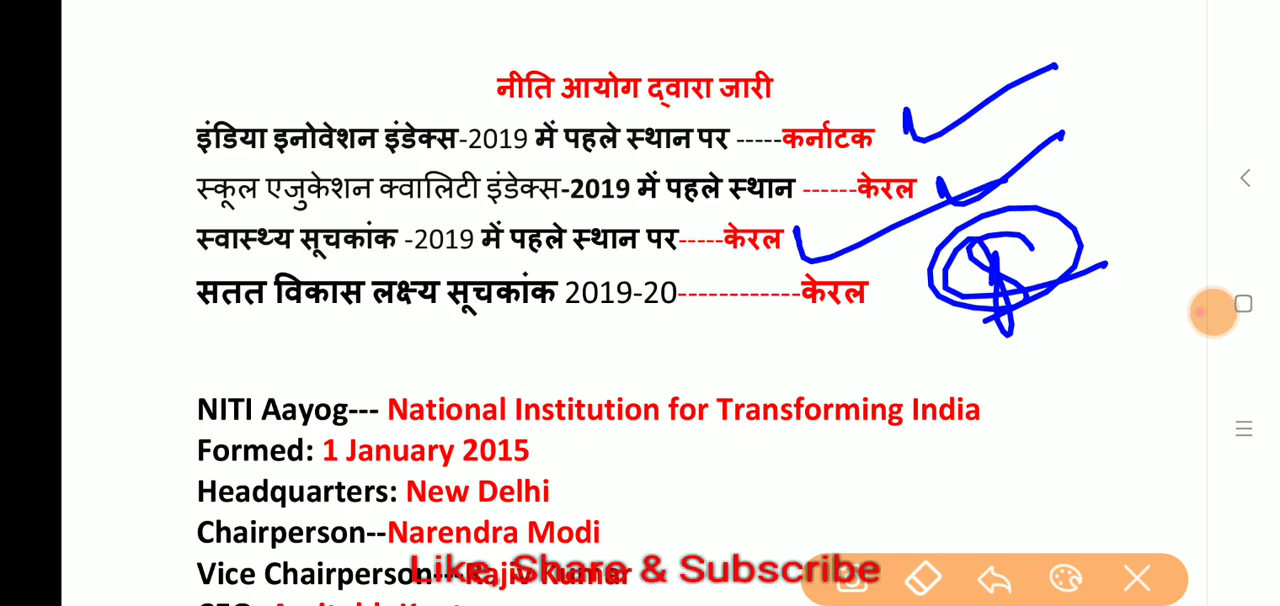 नीति आयोग द्वारा जारी
इंडिया इनोवेशन इंडेक्स-2019 में पहले स्थान पर -----कर्नाटक
स्कूल एजुकेशन क्वालिटी इंडेक्स-2019 में पहले स्थान ------केरल
स्वास्थ्य सूचकांक -2019 में पहले स्थान पर-----केरल
सतत विकास लक्ष्य सूचकांक 2019-20------------केरल
NITI Aayog--- National Institution for Transforming India
Formed: 1 January 2015
Headquarters: New Delhi
Chairperson--Narendra Modi
Vice Chairperson---Rajiv Kumar
Like, Share & Subscribe